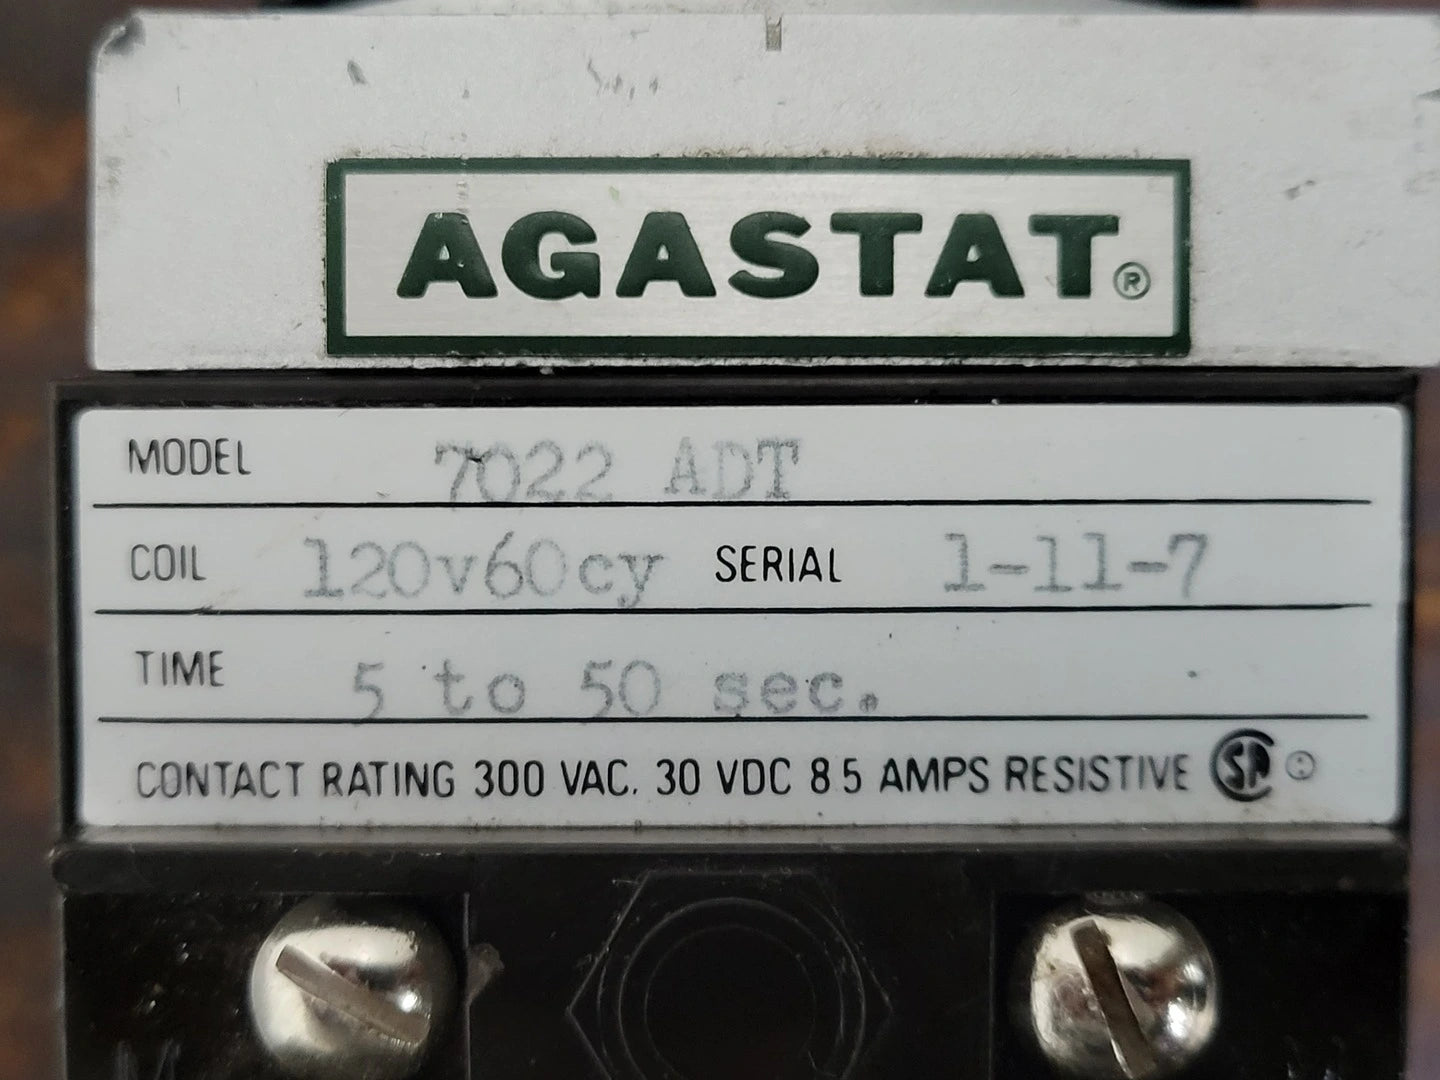 AGASTAT®
MODEL 7022 ADT
COIL 120v60cy SERIAL 1-11-7
TIME 5 to 50 sec.
CONTACT RATING 300 VAC. 30 VDC 8 5 AMPS RESISTIVE